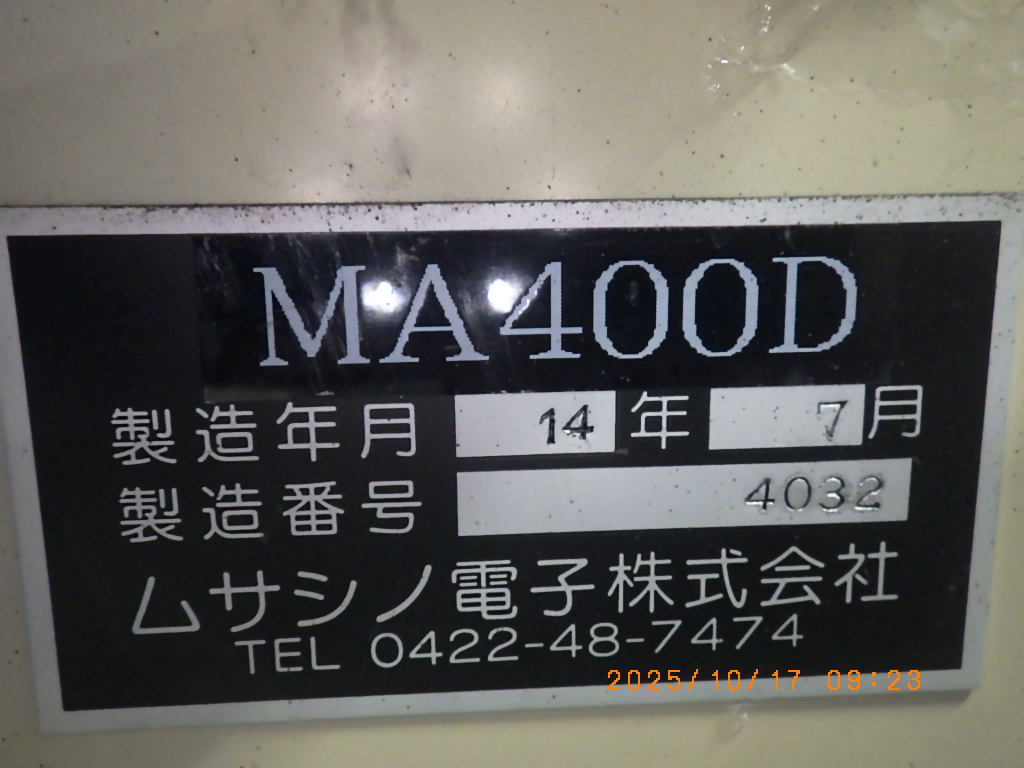 MA400D
製造年月 14 年 7 月
製造番号 4032
ムサシノ電子株式会社
TEL 0422-48-7474
2025/10/17 09:23